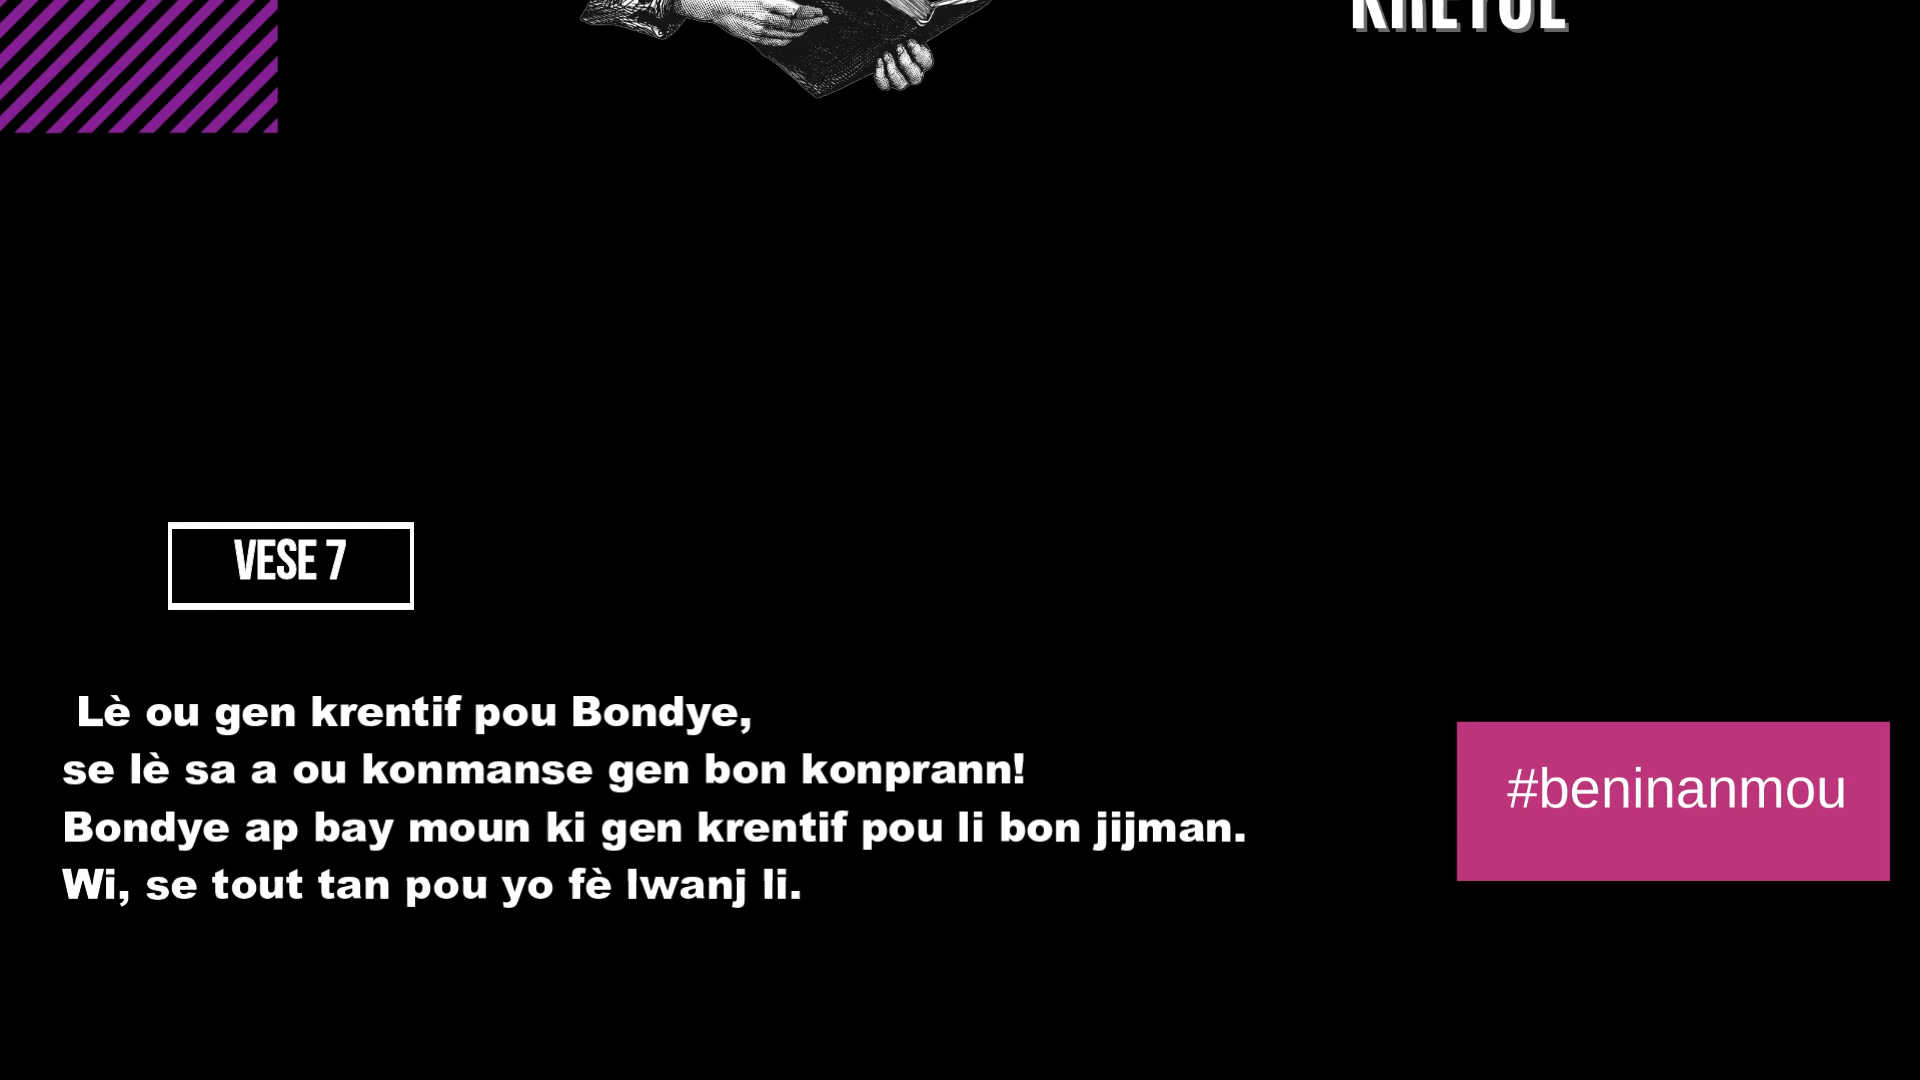 VESE 7
Lè ou gen krentif pou Bondye,
se lè sa a ou konmanse gen bon konprann!
Bondye ap bay moun ki gen krentif pou li bon jijman.
Wi, se tout tan pou yo fè lwanj li.
#beninanmou